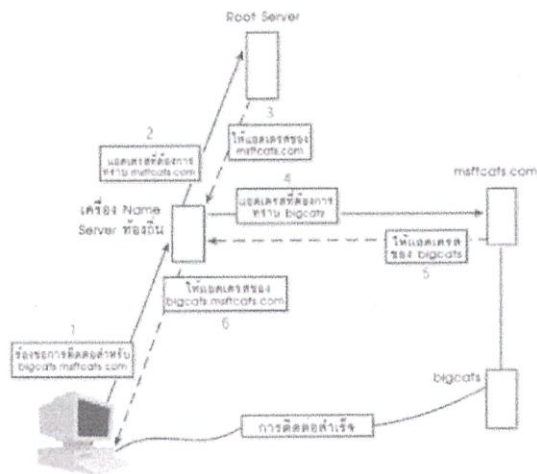 Root Server
3
ให้แอดเดรสของ
msftcats.com
2
แอดเดรสที่ต้องการ
ทราบ msftcats.com
4
แอดเดรสที่ต้องการ
ทราบ bigcats
msftcats.com
เครื่อง Name
Server ท้องถิ่น
ให้แอดเดรส
ของ bigcats
5
ให้แอดเดรสของ
bigcats.msftcats.com
6
1
ร้องขอการติดต่อสำหรับ
bigcats.msftcats.com
bigcats
การติดต่อสำเร็จ